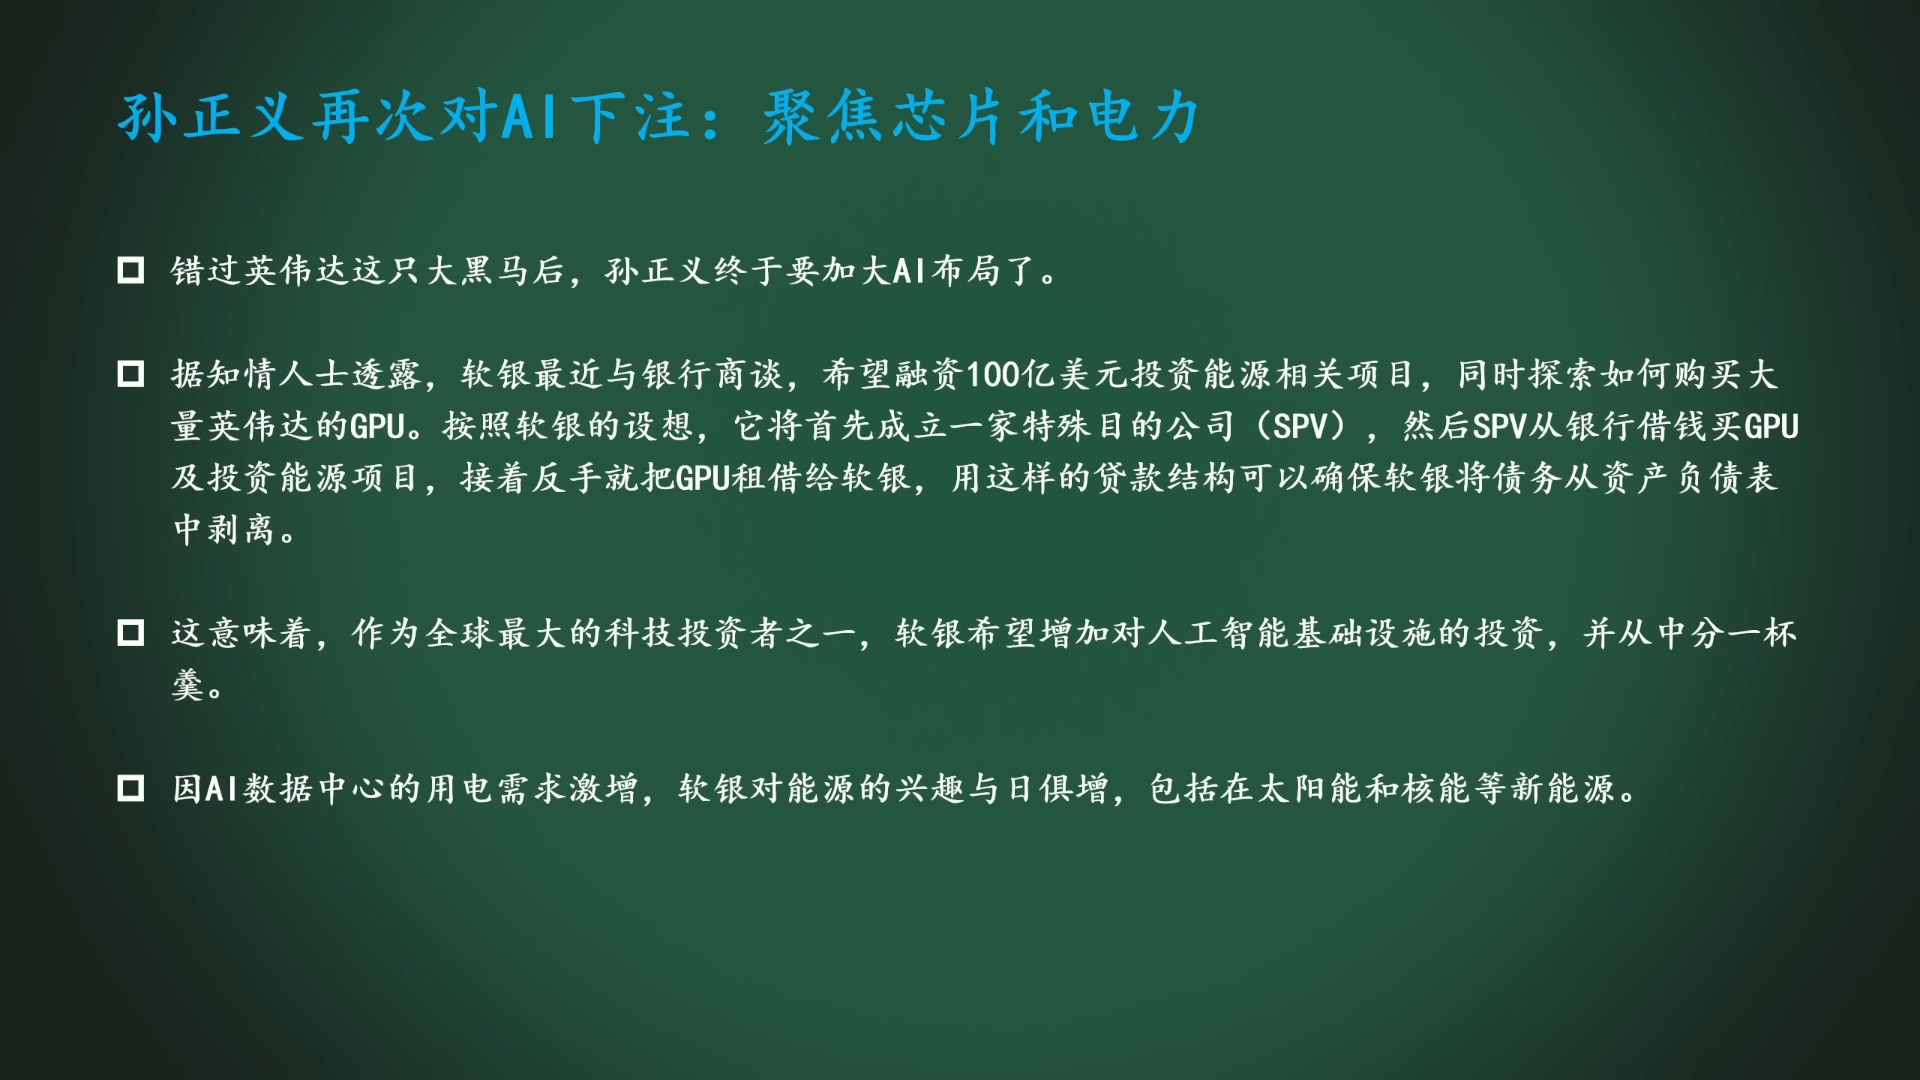 孙正义再次对AI下注：聚焦芯片和电力
错过英伟达这只大黑马后，孙正义终于要加大AI布局了。
据知情人士透露，软银最近与银行商谈，希望融资100亿美元投资能源相关项目，同时探索如何购买大
量英伟达的GPU。按照软银的设想，它将首先成立一家特殊目的公司（SPV），然后SPV从银行借钱买GPU
及投资能源项目，接着反手就把GPU租借给软银，用这样的贷款结构可以确保软银将债务从资产负债表
中剥离。
这意味着，作为全球最大的科技投资者之一，软银希望增加对人工智能基础设施的投资，并从中分一杯
羹。
因AI数据中心的用电需求激增，软银对能源的兴趣与日俱增，包括在太阳能和核能等新能源。